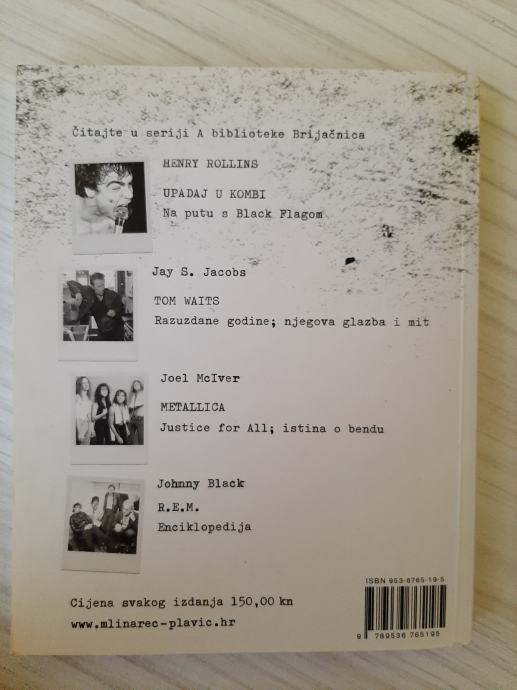 Čitajte u seriji A biblioteke Brijačnica
HENRY ROLLINS
UPADAJ U KOMBI
Na putu s Black Flagom
Jay S. Jacobs
TOM WAITS
Razuzdane godine; njegova glazba i mit
Joel McIver
METALLICA
Justice for All; istina o bendu
Johnny Black
R.E.M.
Enciklopedija
Cijena svakog izdanja 150,00 kn
www.mlinarec-plavic.hr
ISBN 953-6765-19-5
9 789536 765195